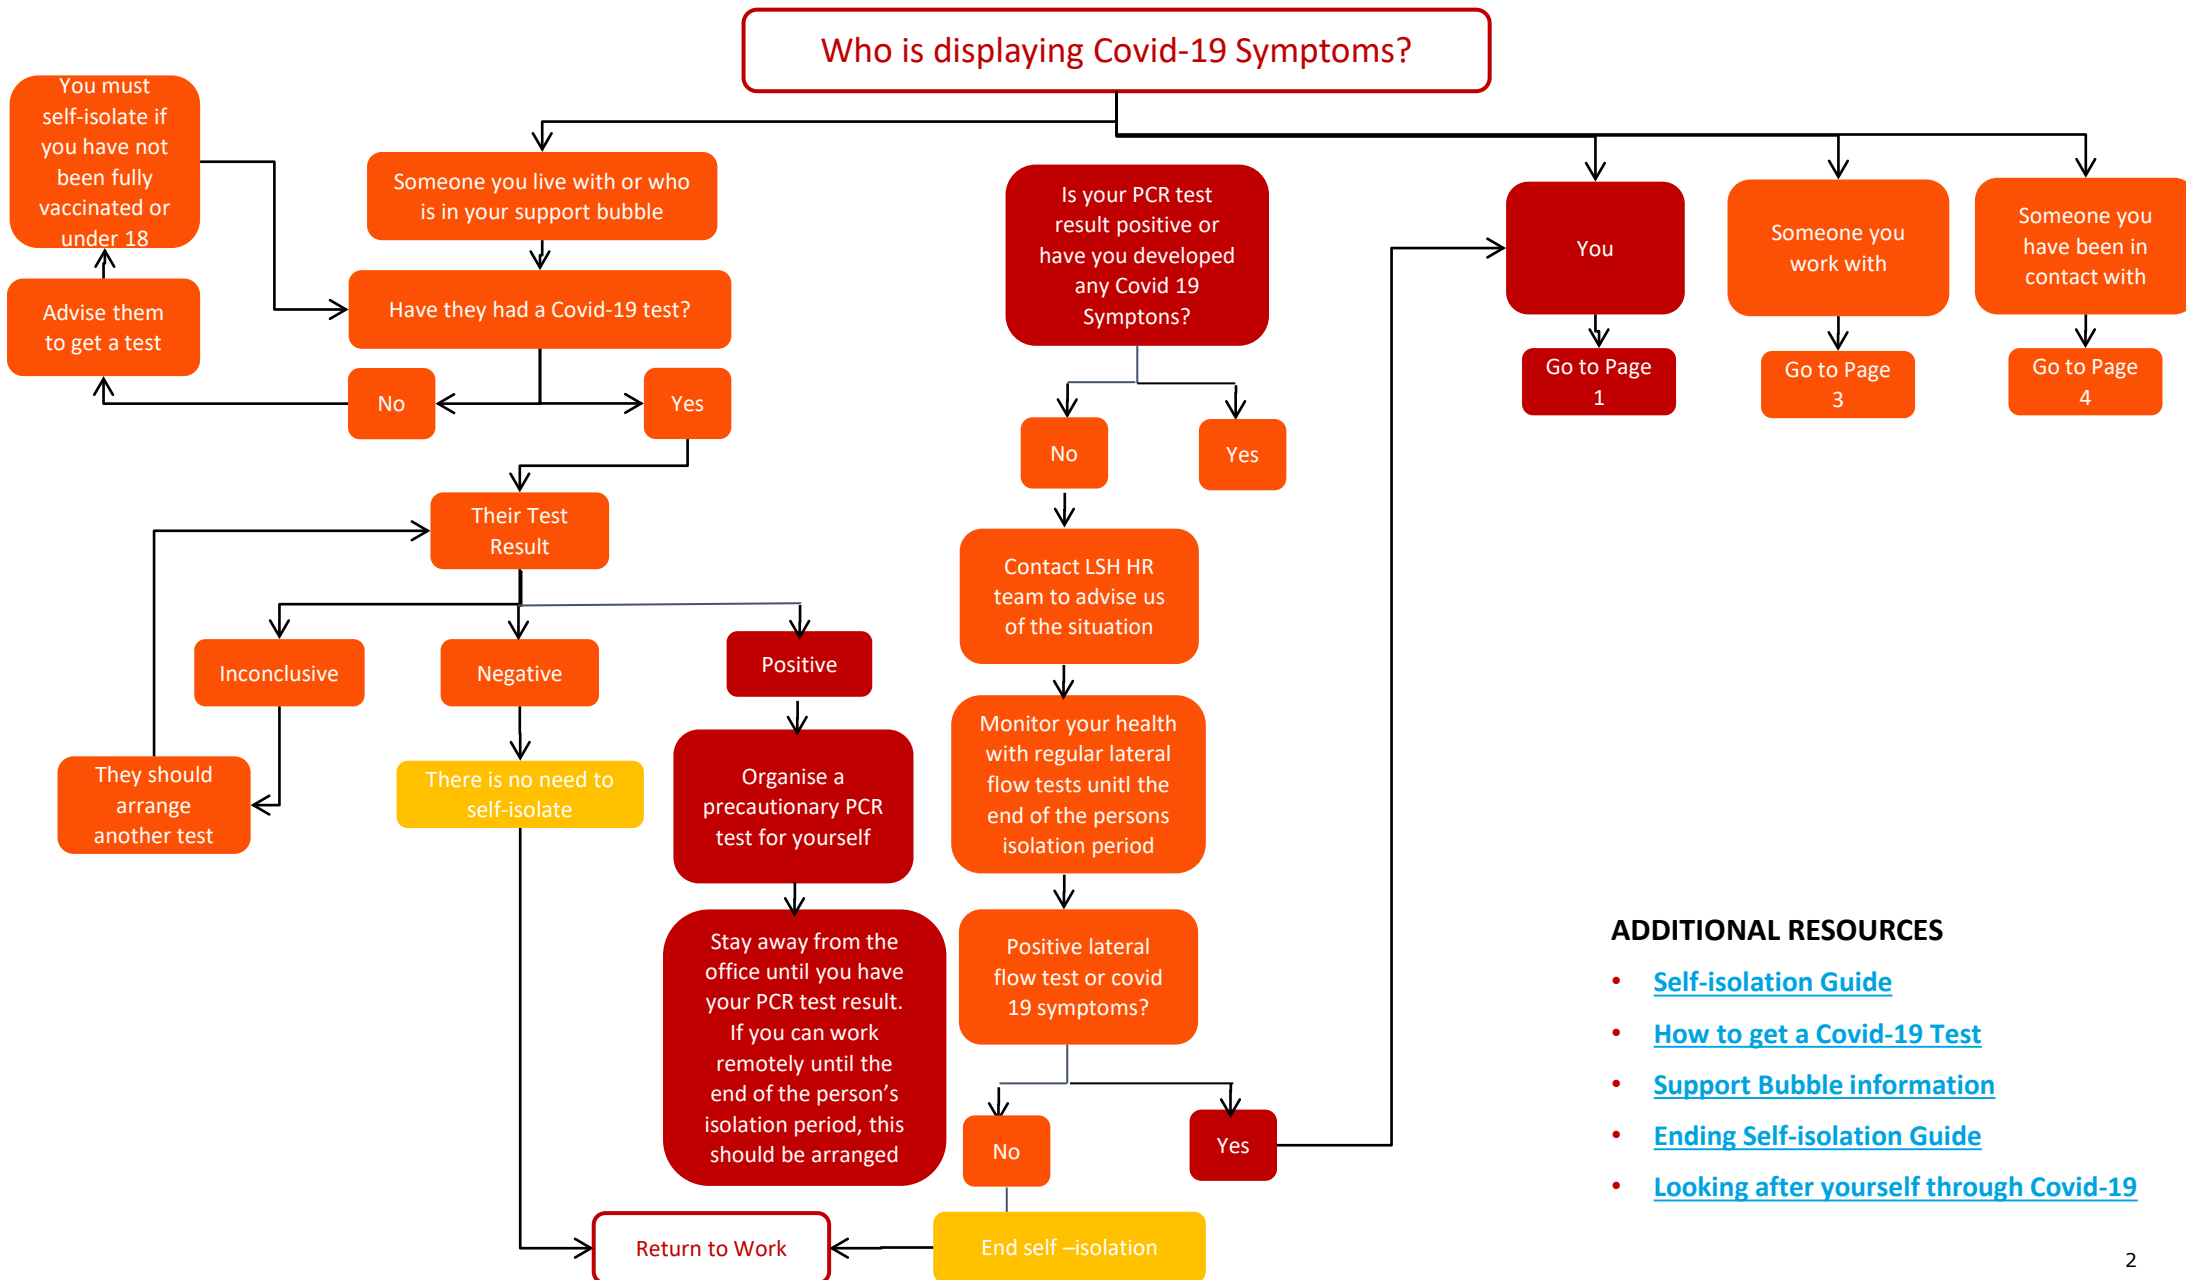 Who is displaying Covid-19 Symptoms?
You must
self-isolate if
you have not
been fully
vaccinated or
under 18
Advise them
to get a test
Someone you live with or who
is in your support bubble
Have they had a Covid-19 test?
No
Yes
Their Test
Result
Inconclusive
Negative
Positive
They should
arrange
another test
There is no need to
self-isolate
Organise a
precautionary PCR
test for yourself
Stay away from the
office until you have
your PCR test result.
If you can work
remotely until the
end of the person’s
isolation period, this
should be arranged
Is your PCR test
result positive or
have you developed
any Covid 19
Symptons?
No
Yes
Contact LSH HR
team to advise us
of the situation
Monitor your health
with regular lateral
flow tests unitl the
end of the persons
isolation period
Positive lateral
flow test or covid
19 symptoms?
No
Yes
Return to Work
End self –isolation
You
Go to Page
1
Someone you
work with
Go to Page
3
Someone you
have been in
contact with
Go to Page
4
ADDITIONAL RESOURCES
• Self-isolation Guide
• How to get a Covid-19 Test
• Support Bubble information
• Ending Self-isolation Guide
• Looking after yourself through Covid-19
2